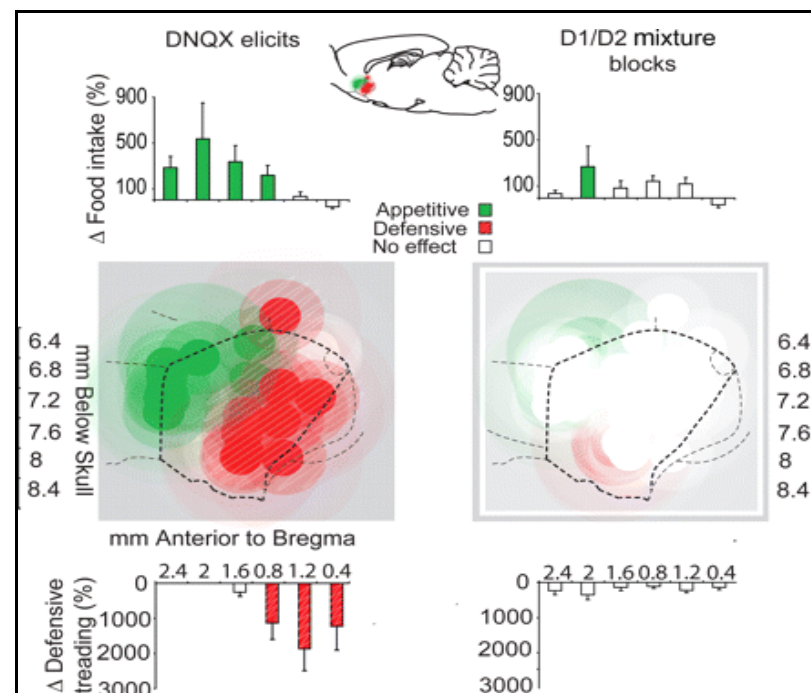 DNQX elicits
D1/D2 mixture
blocks
Δ Food intake (%)
900
500
100
900
500
100
Appetitive
Defensive
No effect
6.4
6.8
7.2
7.6
8
8.4
mm Below Skull
6.4
6.8
7.2
7.6
8
8.4
mm Anterior to Bregma
2.4 2 1.6 0.8 1.2 0.4
2.4 2 1.6 0.8 1.2 0.4
Δ Defensive
treading (%)
0
1000
2000
3000
0
1000
2000
3000